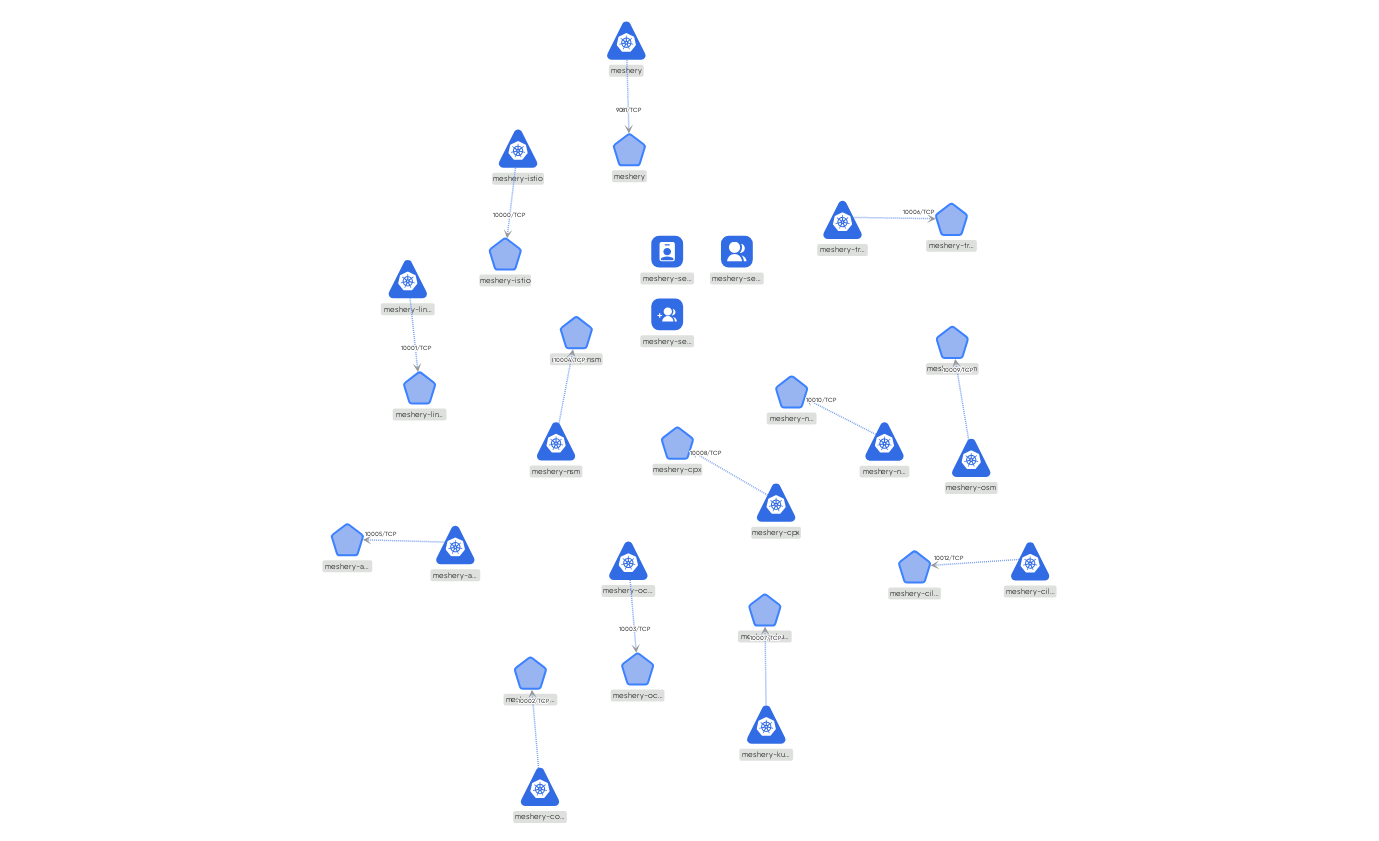 meshery
9081/TCP
meshery
meshery-istio
10000/TCP
meshery-istio
meshery-tr...
10006/TCP
meshery-tr...
meshery-se...
meshery-se...
meshery-se...
meshery-lin...
10001/TCP
meshery-lin...
10004/TCP
nsm
meshery-nsm
10009/TCP
meshery-osm
meshery-n...
10010/TCP
meshery-n...
meshery-cpx
10008/TCP
meshery-cpx
meshery-a...
10005/TCP
meshery-a...
meshery-oc...
10003/TCP
meshery-oc...
meshery-cil...
10012/TCP
meshery-cil...
10007/TCP
meshery-ku...
10002/TCP
meshery-co...